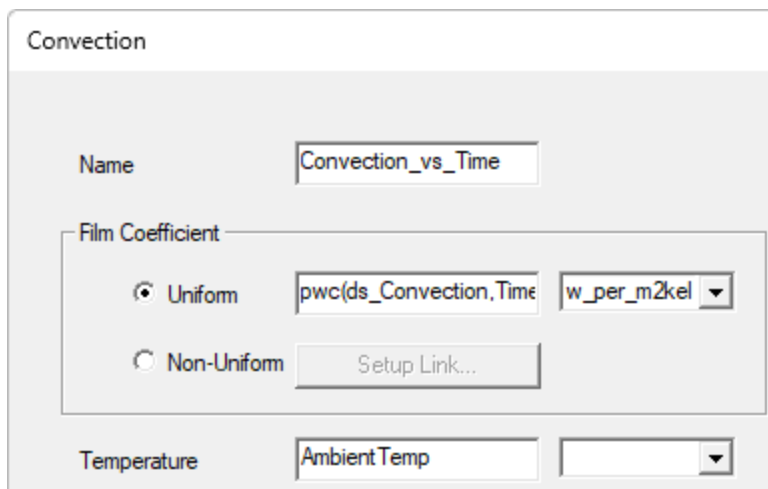 Convection
Name Convection_vs_Time
Film Coefficient
Uniform pwc(ds_Convection,Time w_per_m2kel
Non-Uniform Setup Link...
Temperature AmbientTemp